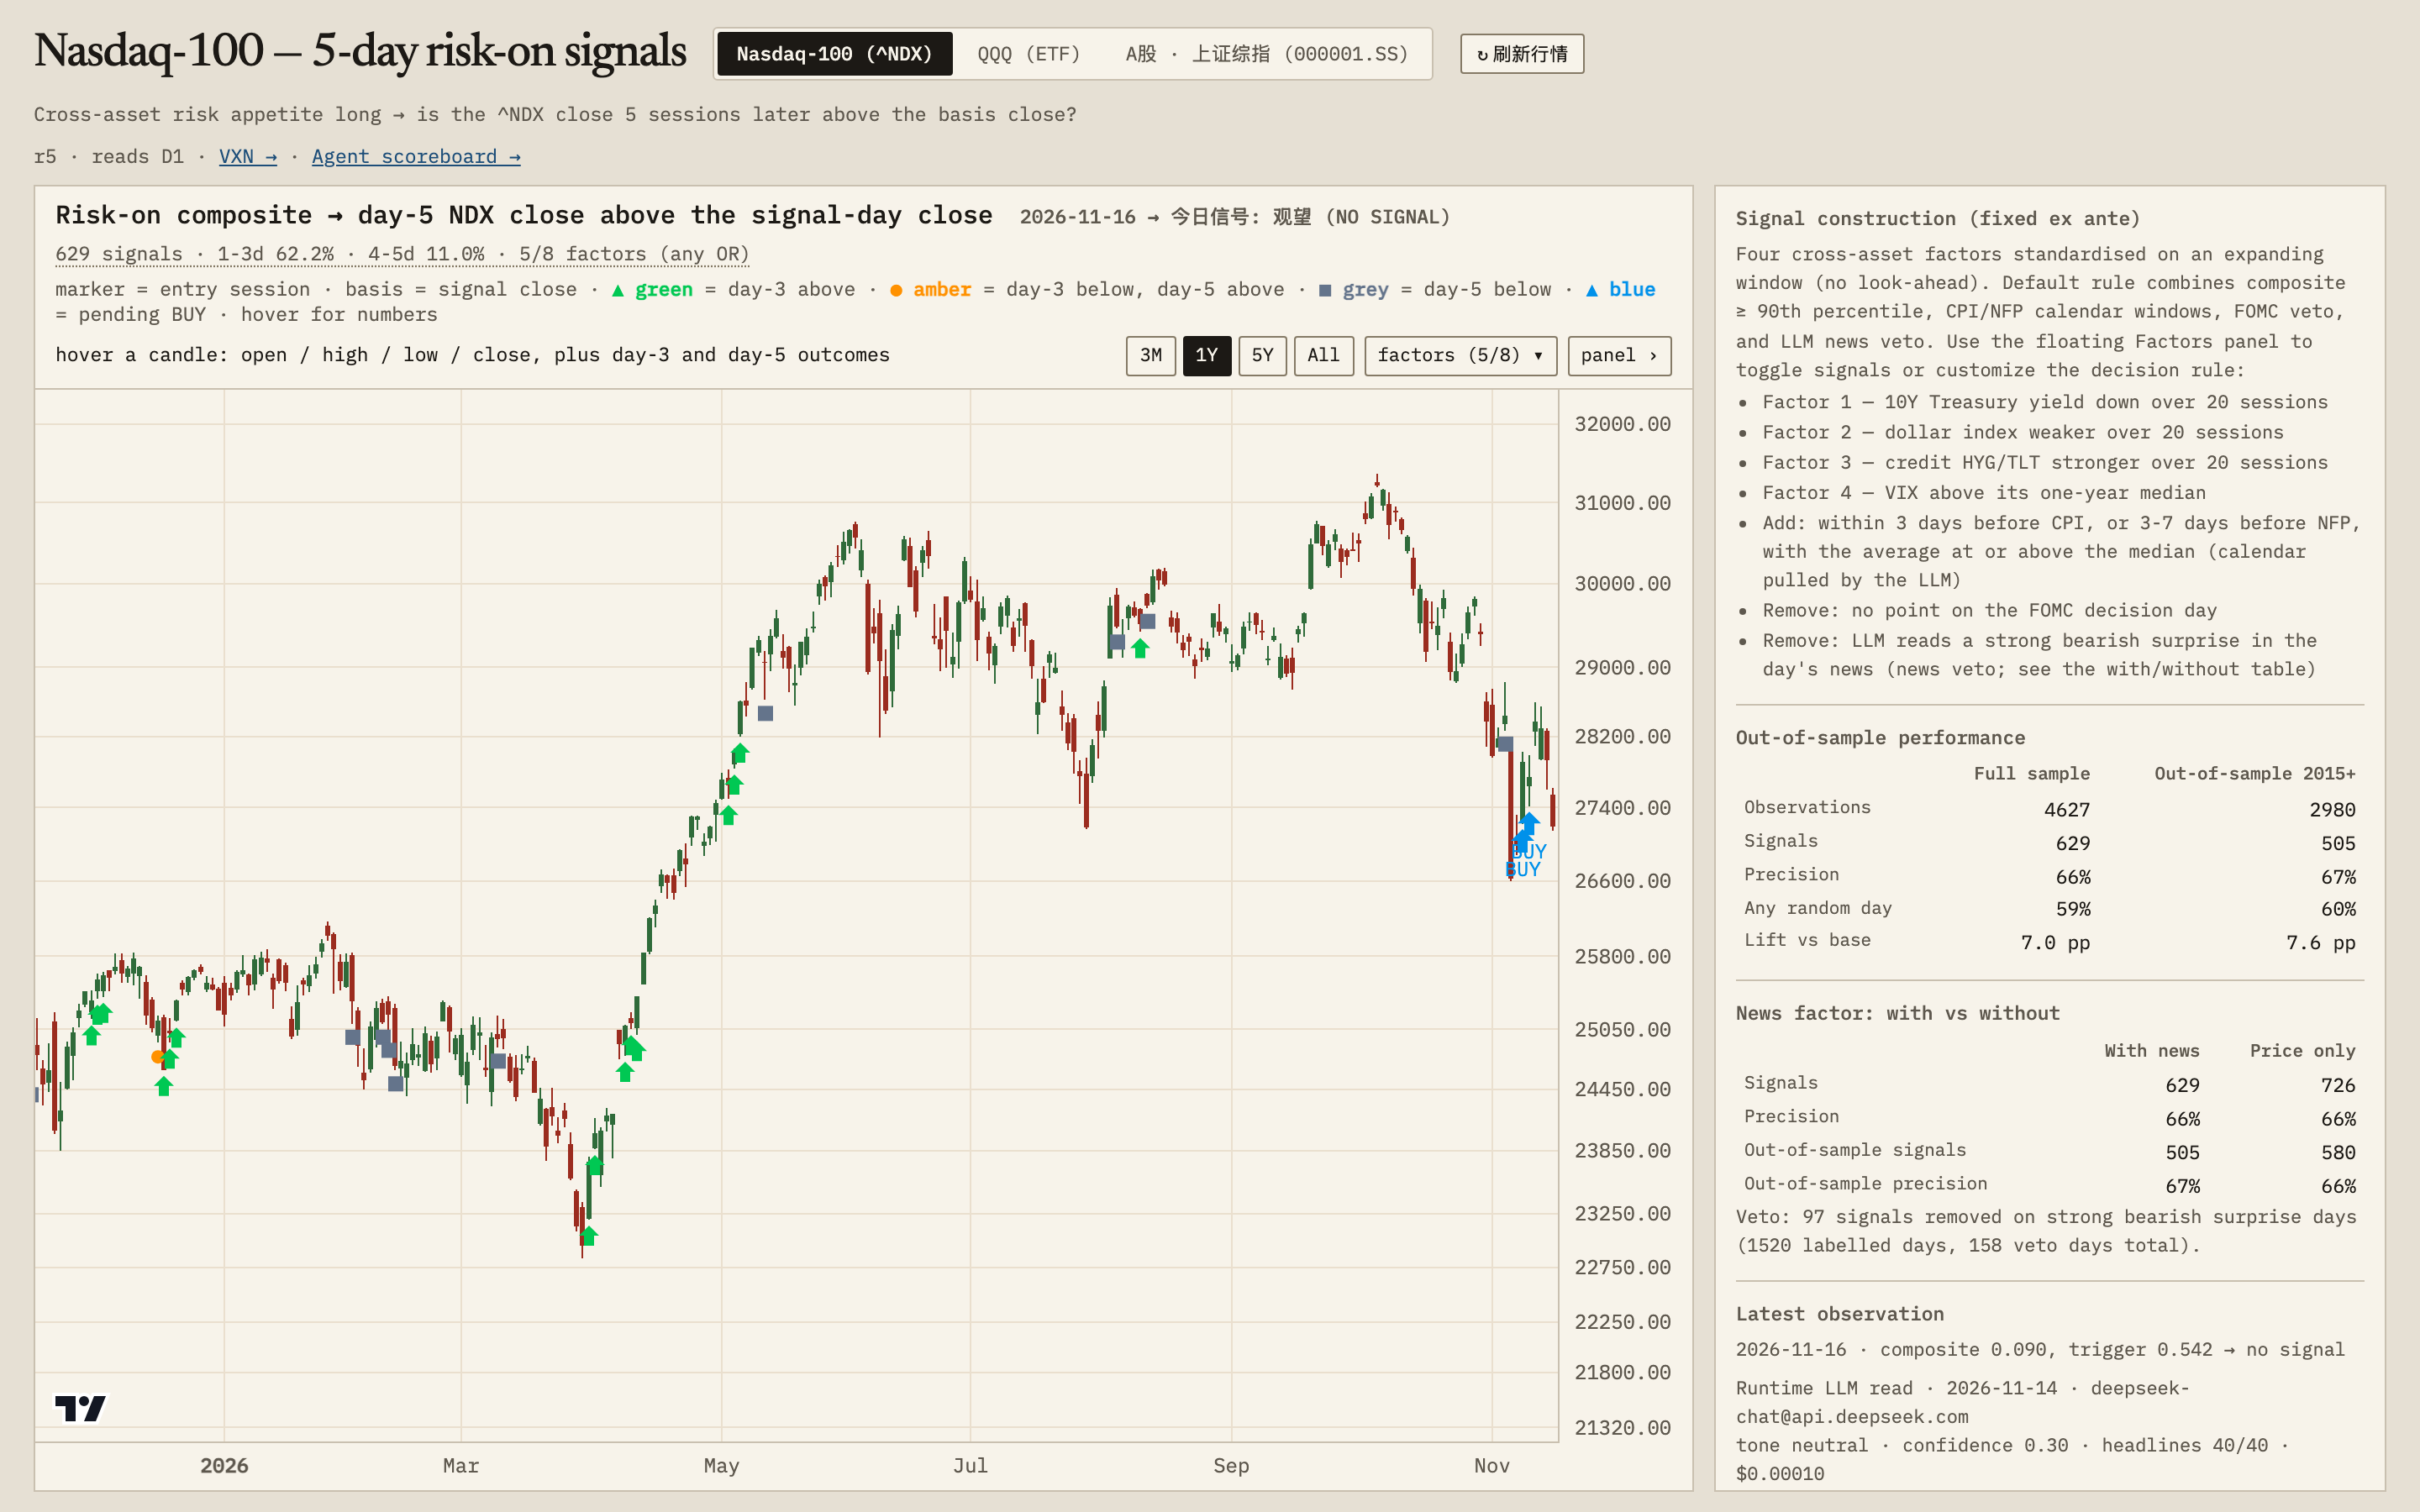 Nasdaq-100 — 5-day risk-on signals
Nasdaq-100 (^NDX)
QQQ (ETF)
A股 · 上证综指 (000001.SS)
↻ 刷新行情
Cross-asset risk appetite long → is the ^NDX close 5 sessions later above the basis close?
r5 · reads D1 · VXN → · Agent scoreboard →
Risk-on composite → day-5 NDX close above the signal-day close
2026-11-16 → 今日信号: 观望 (NO SIGNAL)
629 signals · 1-3d 62.2% · 4-5d 11.0% · 5/8 factors (any OR)
marker = entry session · basis = signal close · ▲ green = day-3 above · ● amber = day-3 below, day-5 above · ■ grey = day-5 below · ▲ blue
= pending BUY · hover for numbers
hover a candle: open / high / low / close, plus day-3 and day-5 outcomes
3M
1Y
5Y
All
factors (5/8) ▾
panel ›
32000.00
31000.00
30000.00
29000.00
28200.00
27400.00
26600.00
25800.00
25050.00
24450.00
23850.00
23250.00
22750.00
22250.00
21800.00
21320.00
BUY
BUY
2026
Mar
May
Jul
Sep
Nov
Signal construction (fixed ex ante)
Four cross-asset factors standardised on an expanding
window (no look-ahead). Default rule combines composite
≥ 90th percentile, CPI/NFP calendar windows, FOMC veto,
and LLM news veto. Use the floating Factors panel to
toggle signals or customize the decision rule:
• Factor 1 — 10Y Treasury yield down over 20 sessions
• Factor 2 — dollar index weaker over 20 sessions
• Factor 3 — credit HYG/TLT stronger over 20 sessions
• Factor 4 — VIX above its one-year median
• Add: within 3 days before CPI, or 3-7 days before NFP,
with the average at or above the median (calendar
pulled by the LLM)
• Remove: no point on the FOMC decision day
• Remove: LLM reads a strong bearish surprise in the
day's news (news veto; see the with/without table)
Out-of-sample performance
Full sample Out-of-sample 2015+
Observations 4627 2980
Signals 629 505
Precision 66% 67%
Any random day 59% 60%
Lift vs base 7.0 pp 7.6 pp
News factor: with vs without
With news Price only
Signals 629 726
Precision 66% 66%
Out-of-sample signals 505 580
Out-of-sample precision 67% 66%
Veto: 97 signals removed on strong bearish surprise days
(1520 labelled days, 158 veto days total).
Latest observation
2026-11-16 · composite 0.090, trigger 0.542 → no signal
Runtime LLM read · 2026-11-14 · deepseek-
chat@api.deepseek.com
tone neutral · confidence 0.30 · headlines 40/40 ·
$0.00010